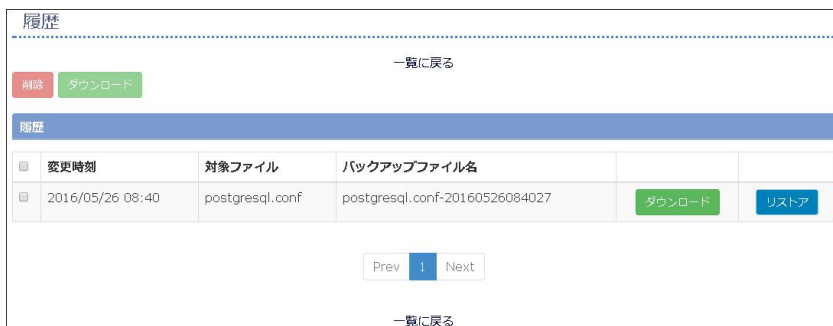 履歴
一覧に戻る
削除 ダウンロード
履歴
変更時刻 対象ファイル バックアップファイル名
2016/05/26 08:40 postgresql.conf postgresql.conf-20160526084027 ダウンロード リストア
Prev 1 Next
一覧に戻る